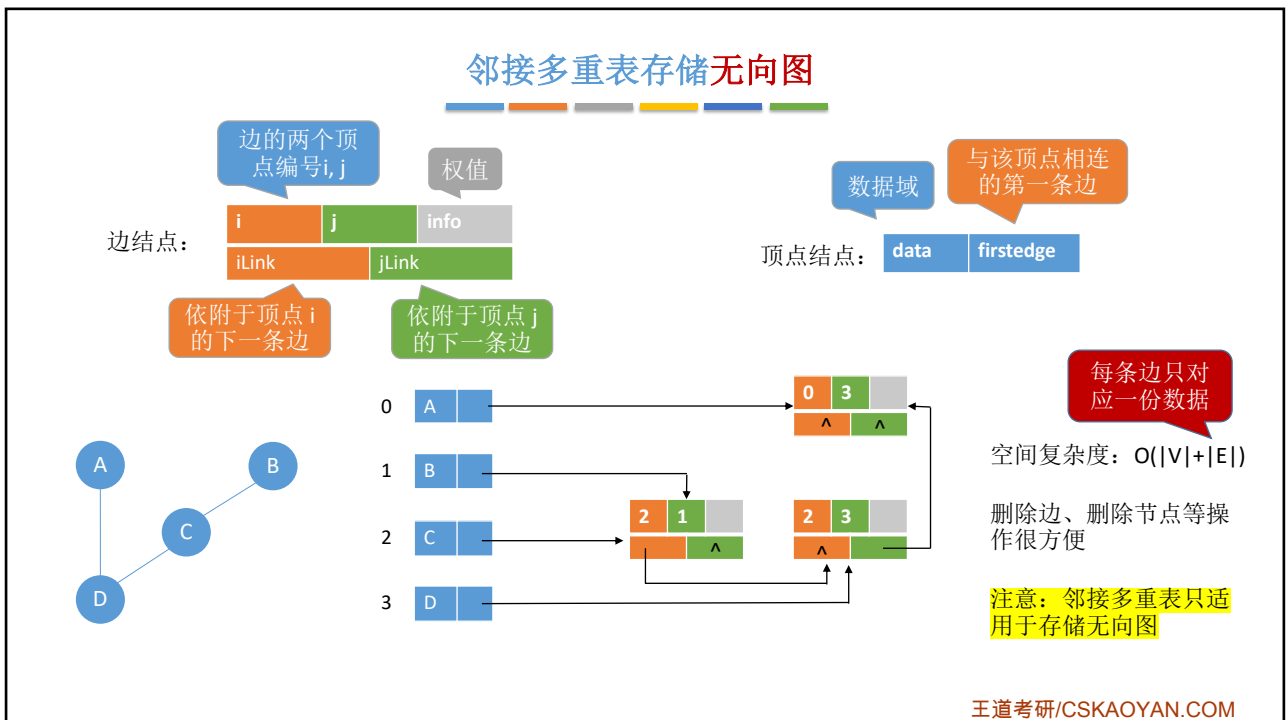 邻接多重表存储无向图
边的两个顶
点编号i, j
权值
数据域
与该顶点相连
的第一条边
边结点：
i j info
iLink jLink
顶点结点：
data firstedge
依附于顶点 i
的下一条边
依附于顶点 j
的下一条边
每条边只对
应一份数据
0 A
0 3
^ ^
空间复杂度：O(|V|+|E|)
A
B
1 B
2 1
^
2 3
^
删除边、删除节点等操
作很方便
C
2 C
D
3 D
注意：邻接多重表只适
用于存储无向图
王道考研/CSKAOYAN.COM